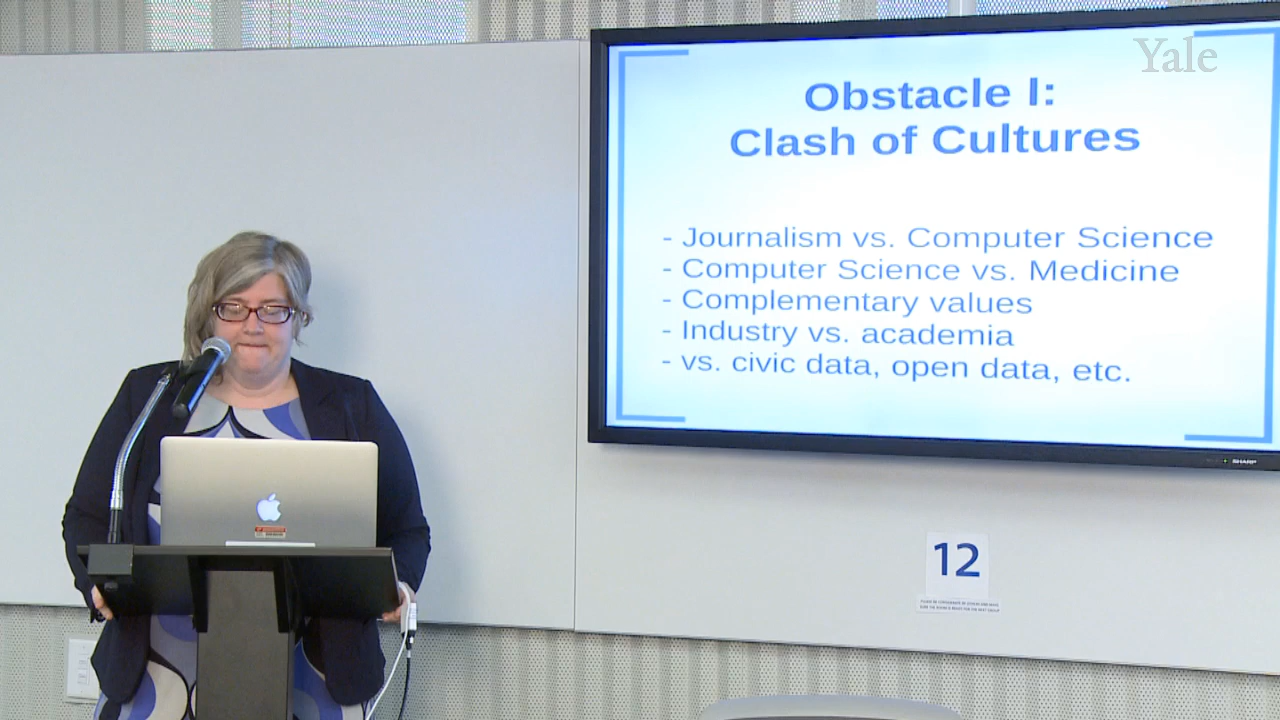 Yale
Obstacle I:
Clash of Cultures
- Journalism vs. Computer Science
- Computer Science vs. Medicine
- Complementary values
- Industry vs. academia
- vs. civic data, open data, etc.
SHARP
12